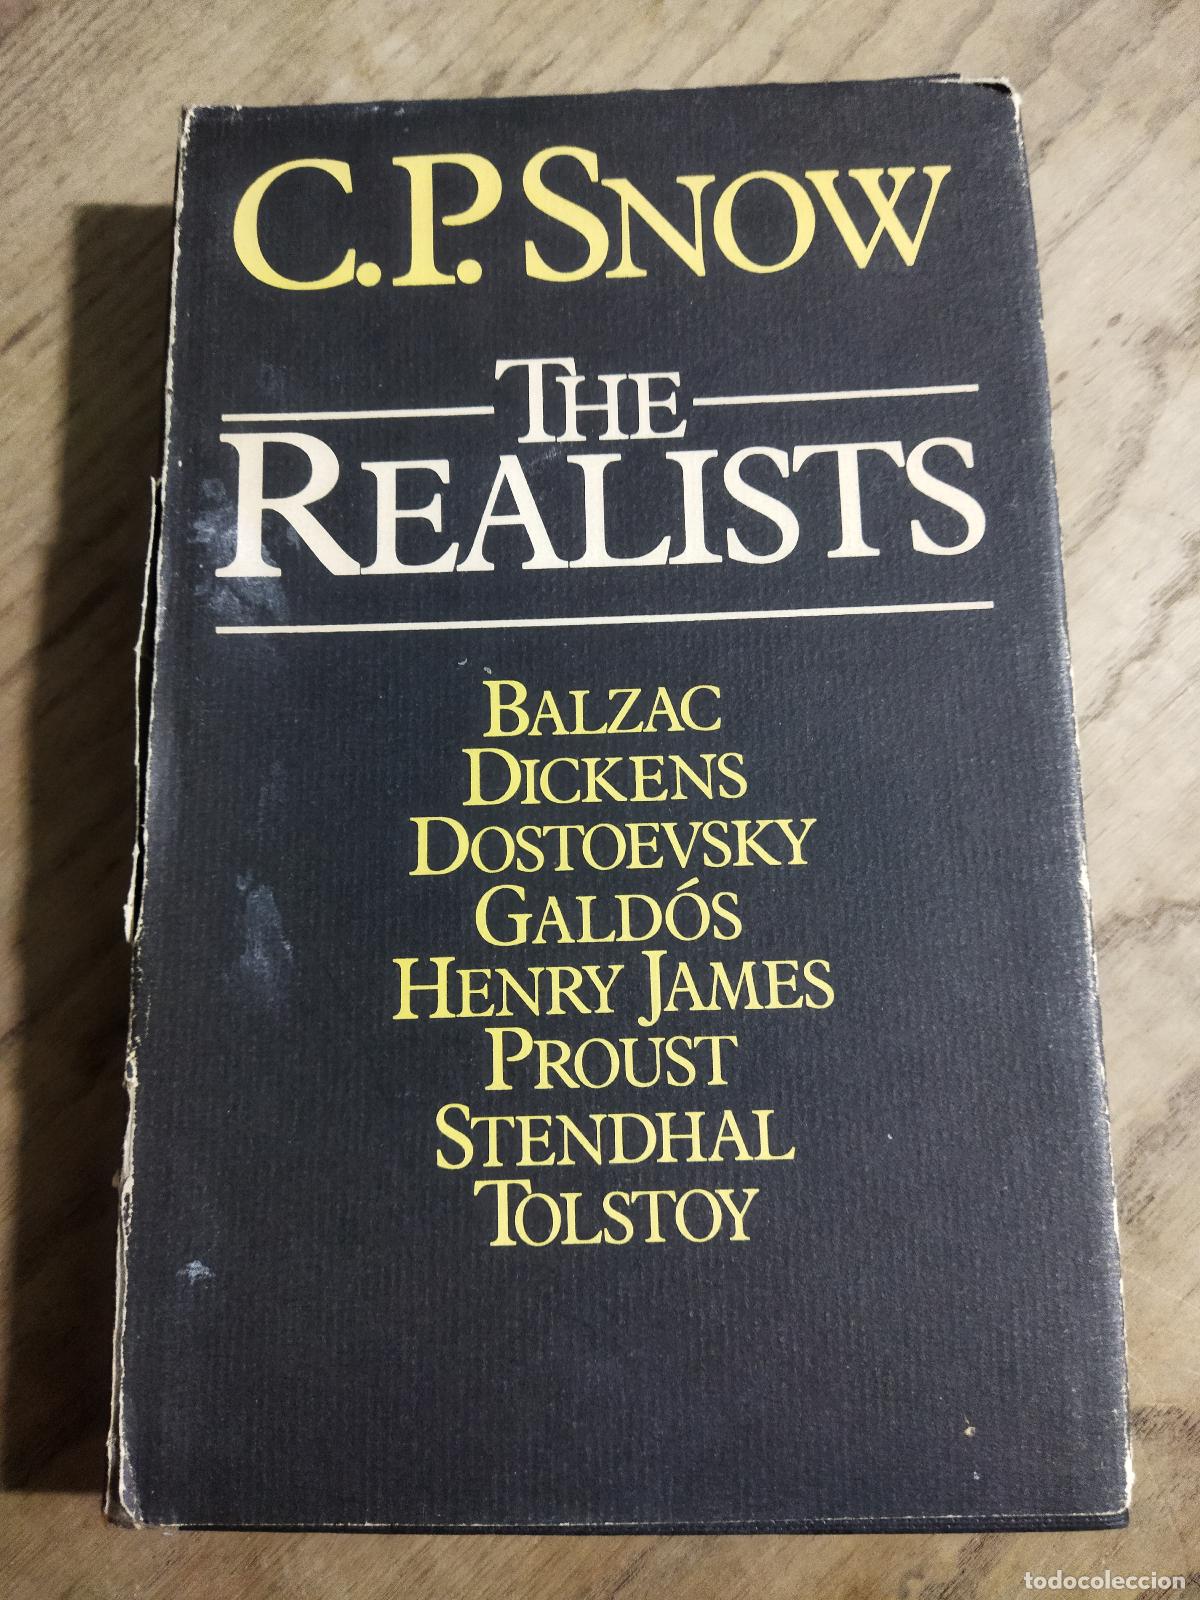 C.P. SNOW
THE
REALISTS
BALZAC
DICKENS
DOSTOEVSKY
GALDÓS
HENRY JAMES
PROUST
STENDHAL
TOLSTOY
todocoleccion